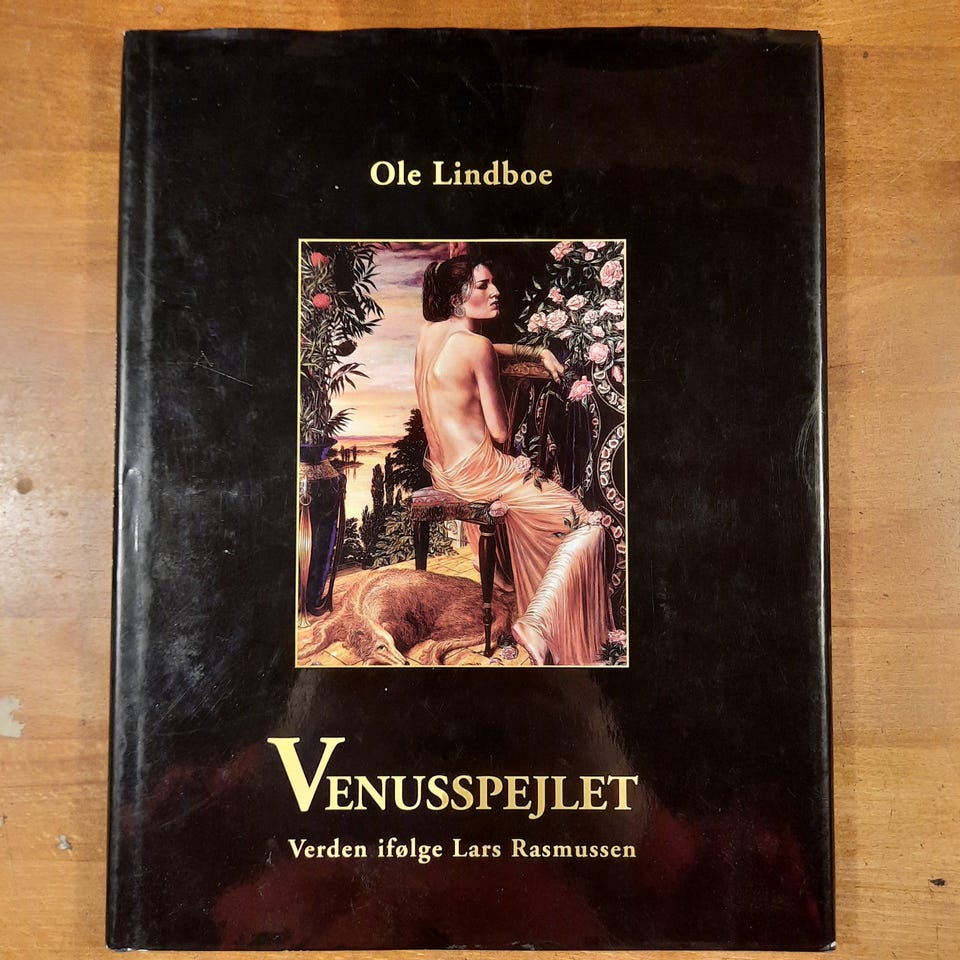 Ole Lindboe
VENUSSPEJLET
Verden ifølge Lars Rasmussen